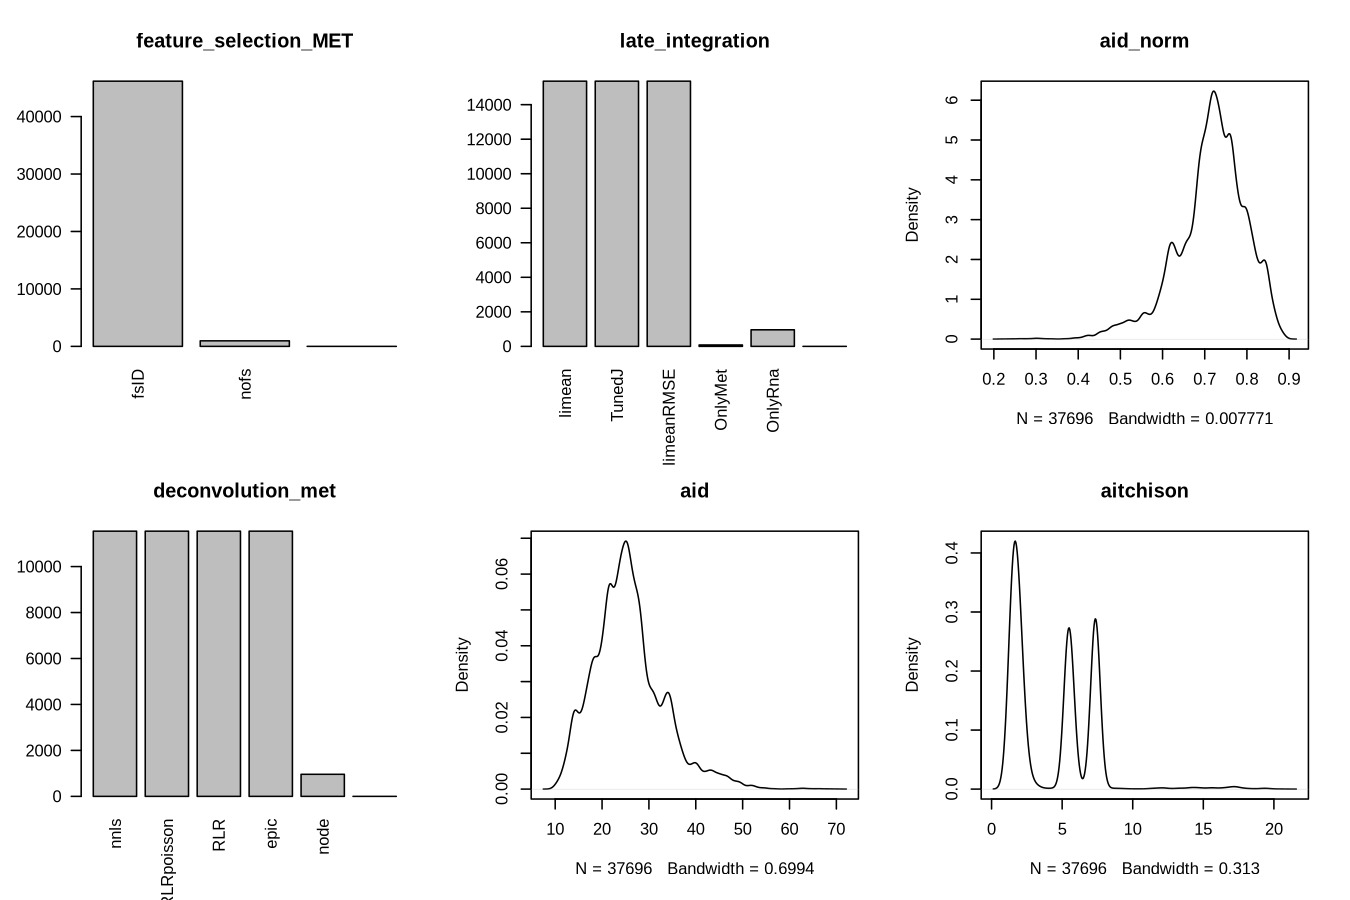 feature_selection_MET
40000
30000
20000
10000
0
fsID
nofs
late_integration
14000
12000
10000
8000
6000
4000
2000
0
limean
TunedJ
limeanRMSE
OnlyMet
OnlyRna
aid_norm
Density
6
5
4
3
2
1
0
0.2 0.3 0.4 0.5 0.6 0.7 0.8 0.9
N = 37696 Bandwidth = 0.007771
deconvolution_met
10000
8000
6000
4000
2000
0
nnls
RLRpoisson
RLR
epic
node
aid
Density
0.06
0.04
0.02
0.00
10 20 30 40 50 60 70
N = 37696 Bandwidth = 0.6994
aitchison
Density
0.4
0.3
0.2
0.1
0.0
0 5 10 15 20
N = 37696 Bandwidth = 0.313